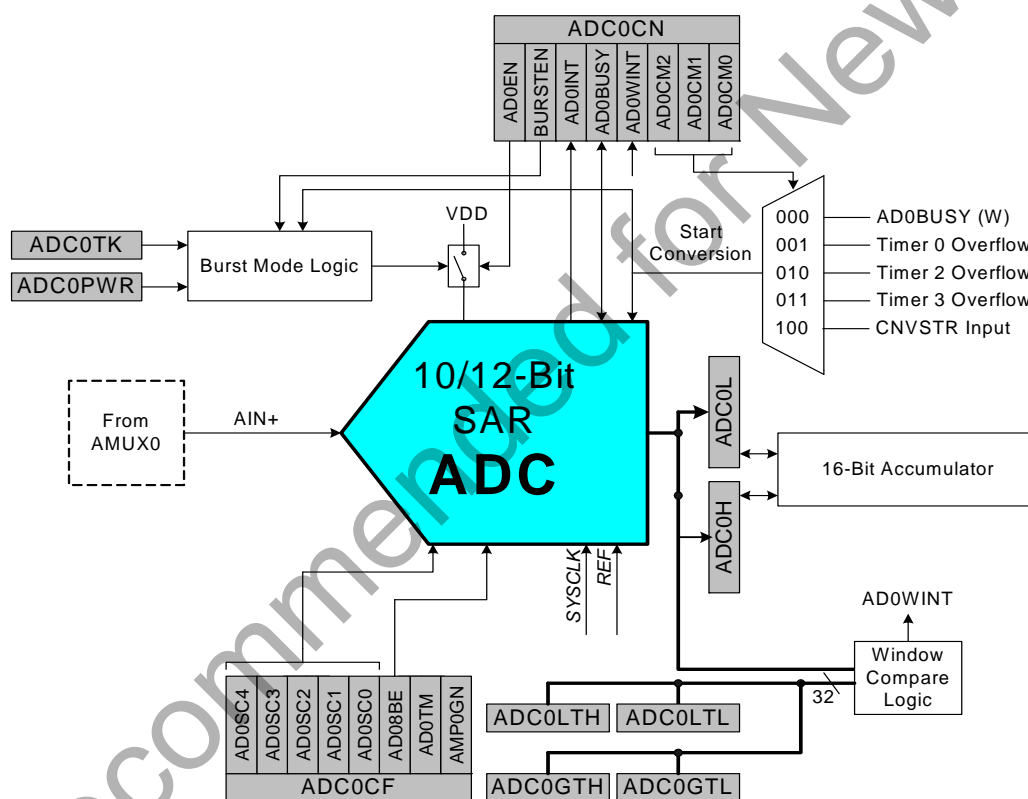 ADC0CN
AD0EN
BURSTEN
AD0INT
AD0BUSY
AD0WINT
AD0CM2
AD0CM1
AD0CM0
VDD
Start
Conversion
000
001
010
011
100
AD0BUSY (W)
Timer 0 Overflow
Timer 2 Overflow
Timer 3 Overflow
CNVSTR Input
ADC0TK
ADC0PWR
Burst Mode Logic
10/12-Bit
SAR
ADC
From
AMUX0
AIN+
ADC0L
ADC0H
16-Bit Accumulator
SYSCLK
REF
AD0WINT
Window
Compare
Logic
32
AD0SC4
AD0SC3
AD0SC2
AD0SC1
AD0SC0
AD08BE
AD0TM
AMP0GN
ADC0CF
ADC0LTH
ADC0LTL
ADC0GTH
ADC0GTL
ecommended for New